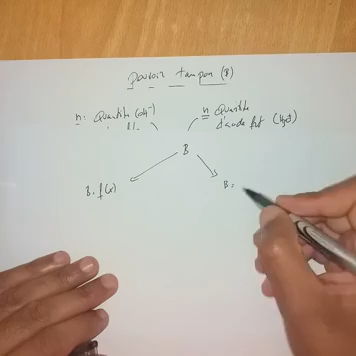 pouvoir tampon (β)
n: Quantité (OH⁻)
n Quantité
d'acide fort (H₃O⁺)
B
B = f(x)
B =